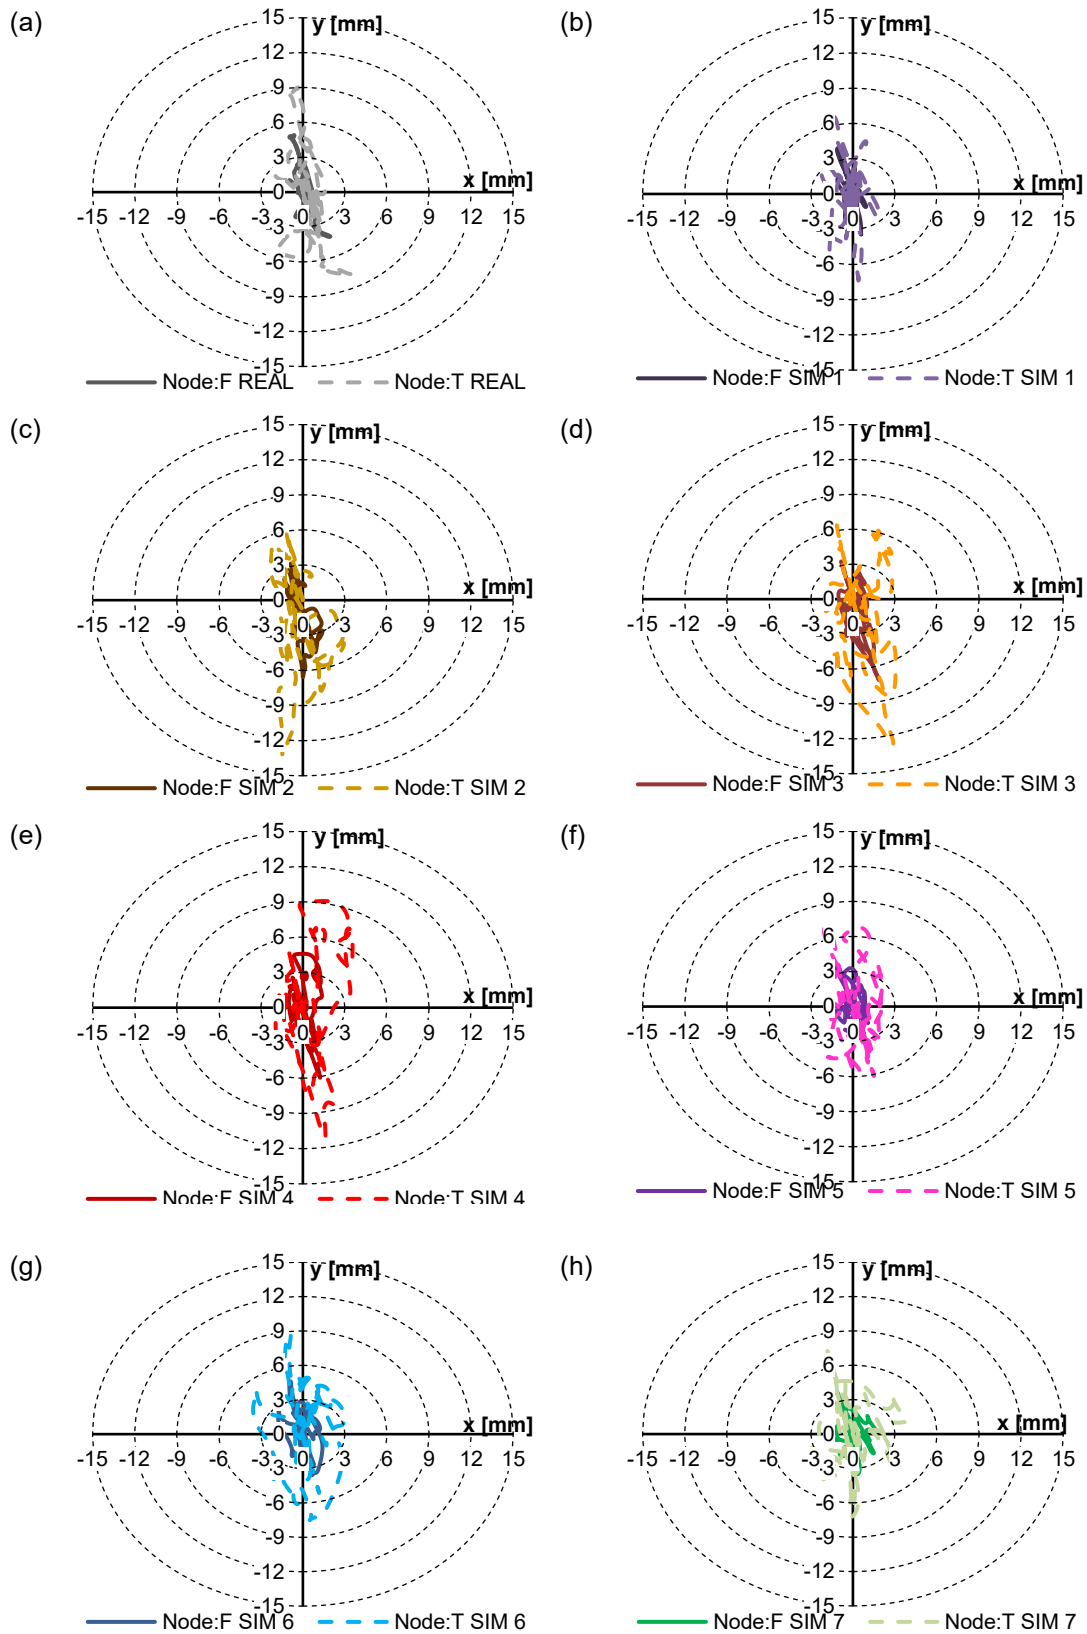 (a)
15
y [mm]
12
9
6
3
0
x [mm]
-15 -12 -9 -6 -3 0 3 6 9 12 15
-3
-6
-9
-12
-15
Node:F REAL Node:T REAL
(b)
15
y [mm]
12
9
6
3
0
x [mm]
-15 -12 -9 -6 -3 0 3 6 9 12 15
-3
-6
-9
-12
-15
Node:F SIM 1 Node:T SIM 1
(c)
15
y [mm]
12
9
6
3
0
x [mm]
-15 -12 -9 -6 -3 0 3 6 9 12 15
-3
-6
-9
-12
-15
Node:F SIM 2 Node:T SIM 2
(d)
15
y [mm]
12
9
6
3
0
x [mm]
-15 -12 -9 -6 -3 0 3 6 9 12 15
-3
-6
-9
-12
-15
Node:F SIM 3 Node:T SIM 3
(e)
15
y [mm]
12
9
6
3
0
x [mm]
-15 -12 -9 -6 -3 0 3 6 9 12 15
-3
-6
-9
-12
-15
Node:F SIM 4 Node:T SIM 4
(f)
15
y [mm]
12
9
6
3
0
x [mm]
-15 -12 -9 -6 -3 0 3 6 9 12 15
-3
-6
-9
-12
-15
Node:F SIM 5 Node:T SIM 5
(g)
15
y [mm]
12
9
6
3
0
x [mm]
-15 -12 -9 -6 -3 0 3 6 9 12 15
-3
-6
-9
-12
-15
Node:F SIM 6 Node:T SIM 6
(h)
15
y [mm]
12
9
6
3
0
x [mm]
-15 -12 -9 -6 -3 0 3 6 9 12 15
-3
-6
-9
-12
-15
Node:F SIM 7 Node:T SIM 7